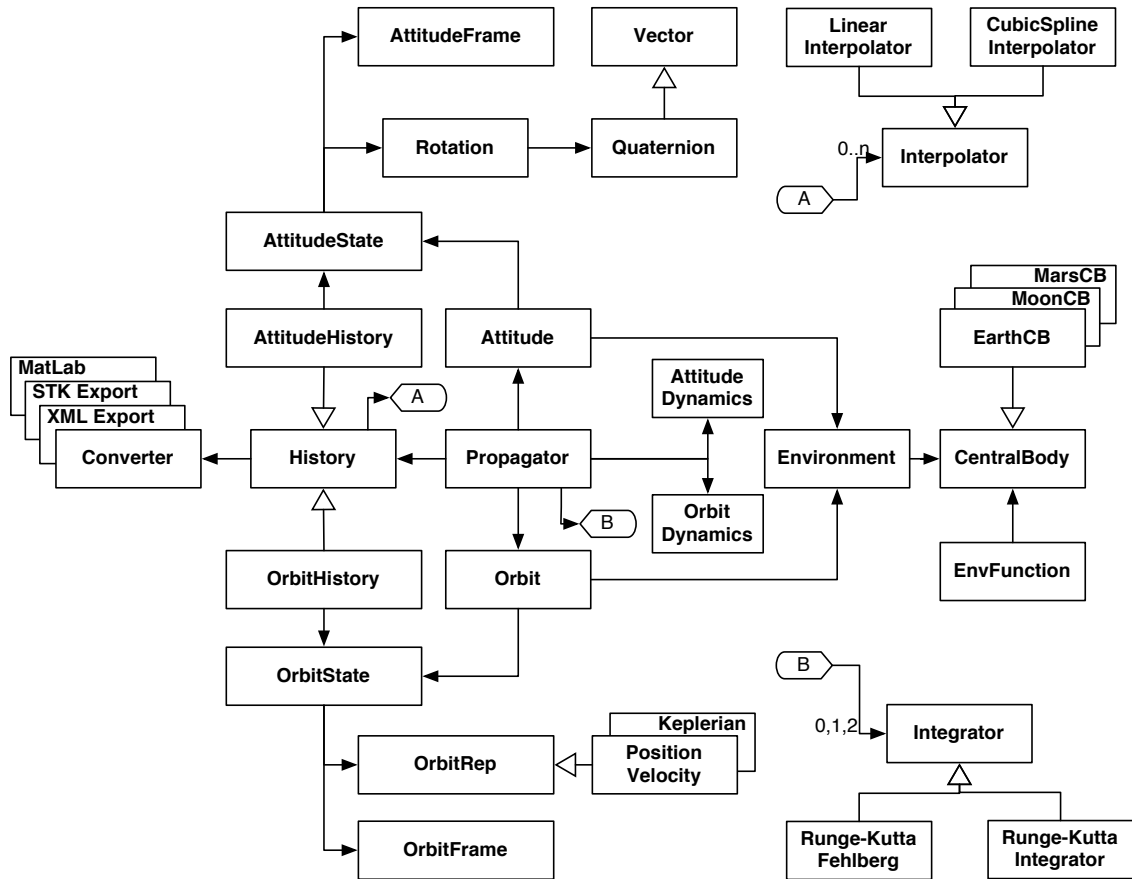 AttitudeFrame
Vector
Linear
Interpolator
CubicSpline
Interpolator
Rotation
Quaternion
0..n
Interpolator
A
AttitudeState
MarsCB
MoonCB
EarthCB
AttitudeHistory
Attitude
MatLab
STK Export
XML Export
Converter
A
Attitude
Dynamics
History
Propagator
Environment
CentralBody
B
Orbit
Dynamics
OrbitHistory
Orbit
EnvFunction
OrbitState
B
0,1,2
Integrator
Keplerian
Position
Velocity
OrbitRep
OrbitFrame
Runge-Kutta
Fehlberg
Runge-Kutta
Integrator